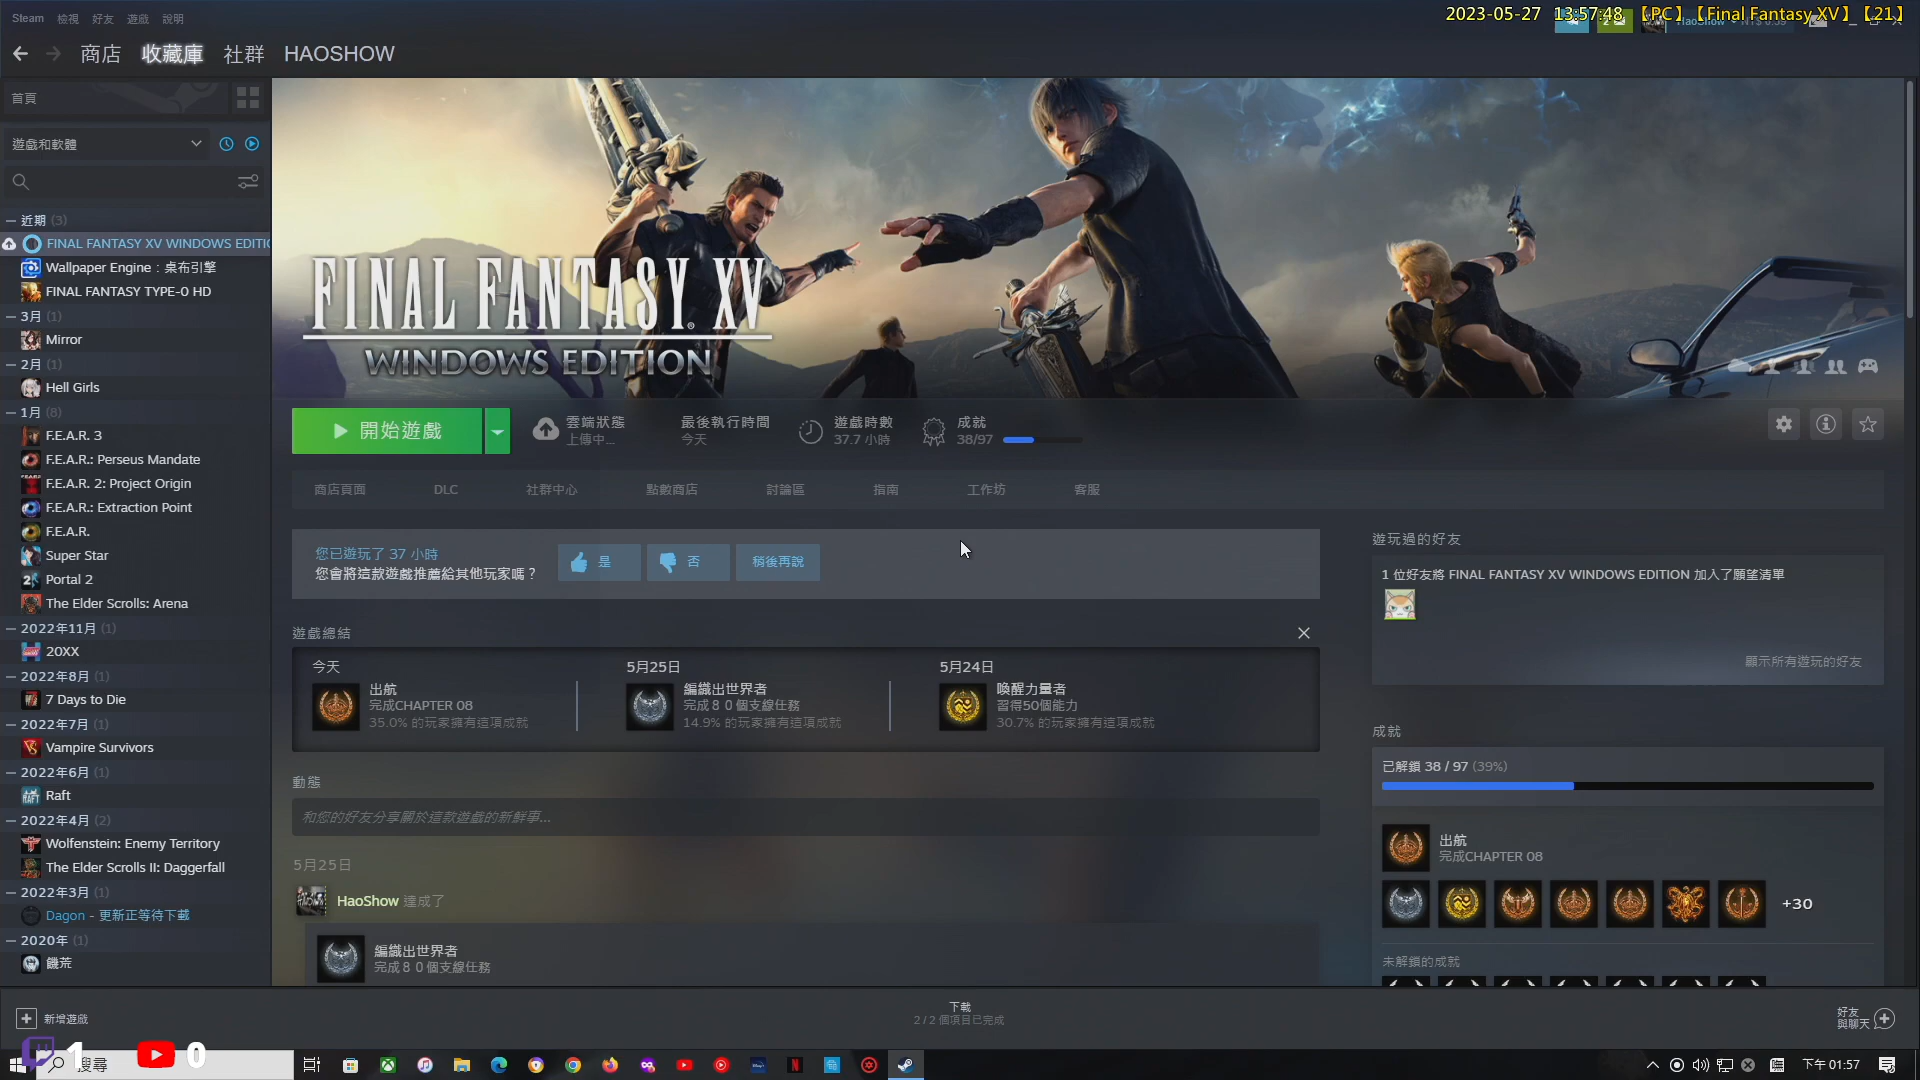 Steam 檢視 好友 遊戲 說明
2023-05-27 13:57:48 【PC】【Final Fantasy XV】【21】
商店 收藏庫 社群 HAOSHOW
首頁
遊戲和軟體
近期 (3)
FINAL FANTASY XV WINDOWS EDITIO
Wallpaper Engine：桌布引擎
FINAL FANTASY TYPE-0 HD
3月 (1)
Mirror
2月 (1)
Hell Girls
1月 (8)
F.E.A.R. 3
F.E.A.R.: Perseus Mandate
F.E.A.R. 2: Project Origin
F.E.A.R.: Extraction Point
F.E.A.R.
Super Star
Portal 2
The Elder Scrolls: Arena
2022年11月 (1)
20XX
2022年8月 (1)
7 Days to Die
2022年7月 (1)
Vampire Survivors
2022年6月 (1)
Raft
2022年4月 (2)
Wolfenstein: Enemy Territory
The Elder Scrolls II: Daggerfall
2022年3月 (1)
Dagon - 更新正等待下載
2020年 (1)
饑荒
FINAL FANTASY XV
WINDOWS EDITION
開始遊戲
雲端狀態
上傳中...
最後執行時間
今天
遊戲時數
37.7 小時
成就
38/97
商店頁面 DLC 社群中心 點數商店 討論區 指南 工作坊 客服
您已遊玩了 37 小時
您會將這款遊戲推薦給其他玩家嗎？
是 否 稍後再說
遊戲總結
今天
出航
完成CHAPTER 08
35.0% 的玩家擁有這項成就
5月25日
編織出世界者
完成８０個支線任務
14.9% 的玩家擁有這項成就
5月24日
喚醒力量者
習得50個能力
30.7% 的玩家擁有這項成就
動態
和您的好友分享關於這款遊戲的新鮮事...
5月25日
HaoShow 達成了
編織出世界者
完成８０個支線任務
遊玩過的好友
1 位好友將 FINAL FANTASY XV WINDOWS EDITION 加入了願望清單
顯示所有遊玩的好友
成就
已解鎖 38 / 97 (39%)
出航
完成CHAPTER 08
+30
未解鎖的成就
新增遊戲
下載
2 / 2 個項目已完成
好友
與聊天
1 0
搜尋
下午 01:57